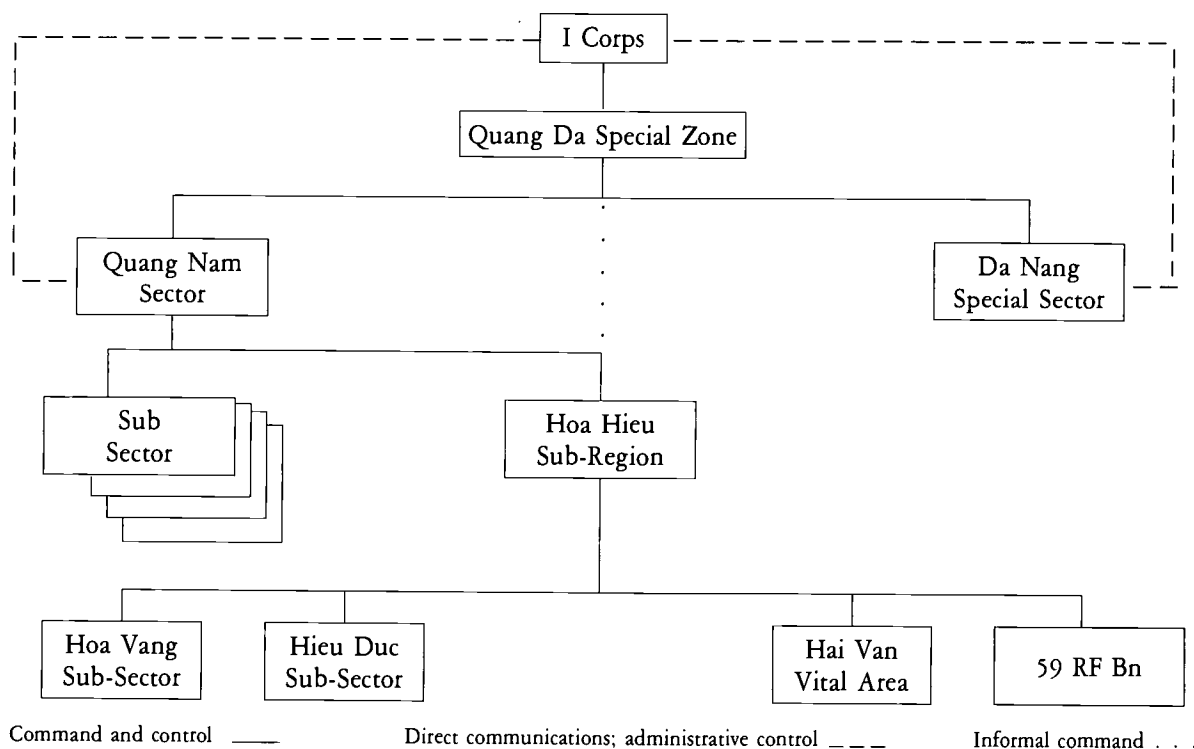 I Corps
Quang Da Special Zone
Quang Nam
Sector
Da Nang
Special Sector
Sub
Sector
Hoa Hieu
Sub-Region
Hoa Vang
Sub-Sector
Hieu Duc
Sub-Sector
Hai Van
Vital Area
59 RF Bn
Command and control ___ Direct communications; administrative control _ _ _ Informal command . . .